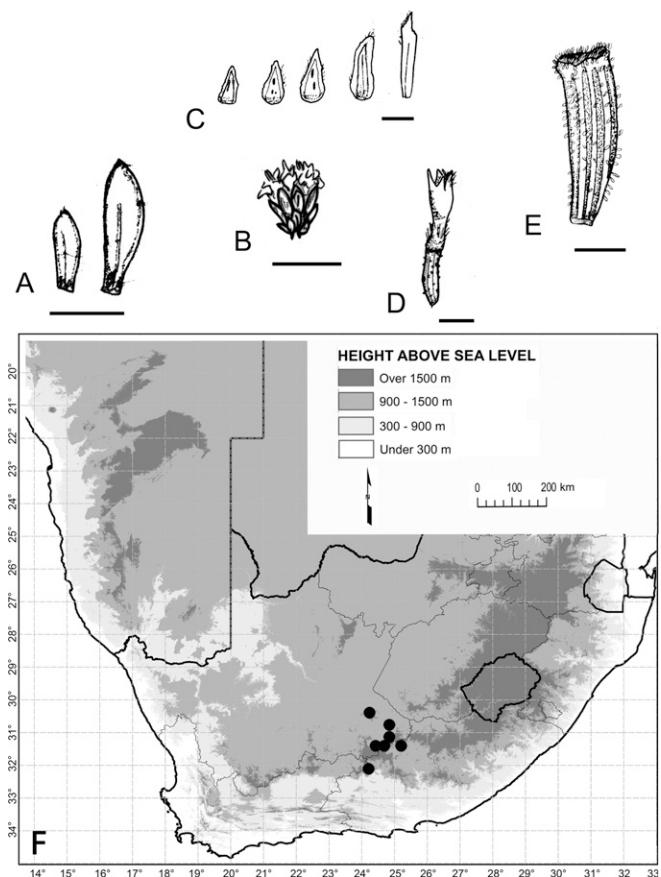 C
B
A
D
E
HEIGHT ABOVE SEA LEVEL
Over 1500 m
900 - 1500 m
300 - 900 m
Under 300 m
N
0 100 200 km
20°
21°
22°
23°
24°
25°
26°
27°
28°
29°
30°
31°
32°
33°
34°
F
14° 15° 16° 17° 18° 19° 20° 21° 22° 23° 24° 25° 26° 27° 28° 29° 30° 31° 32° 33